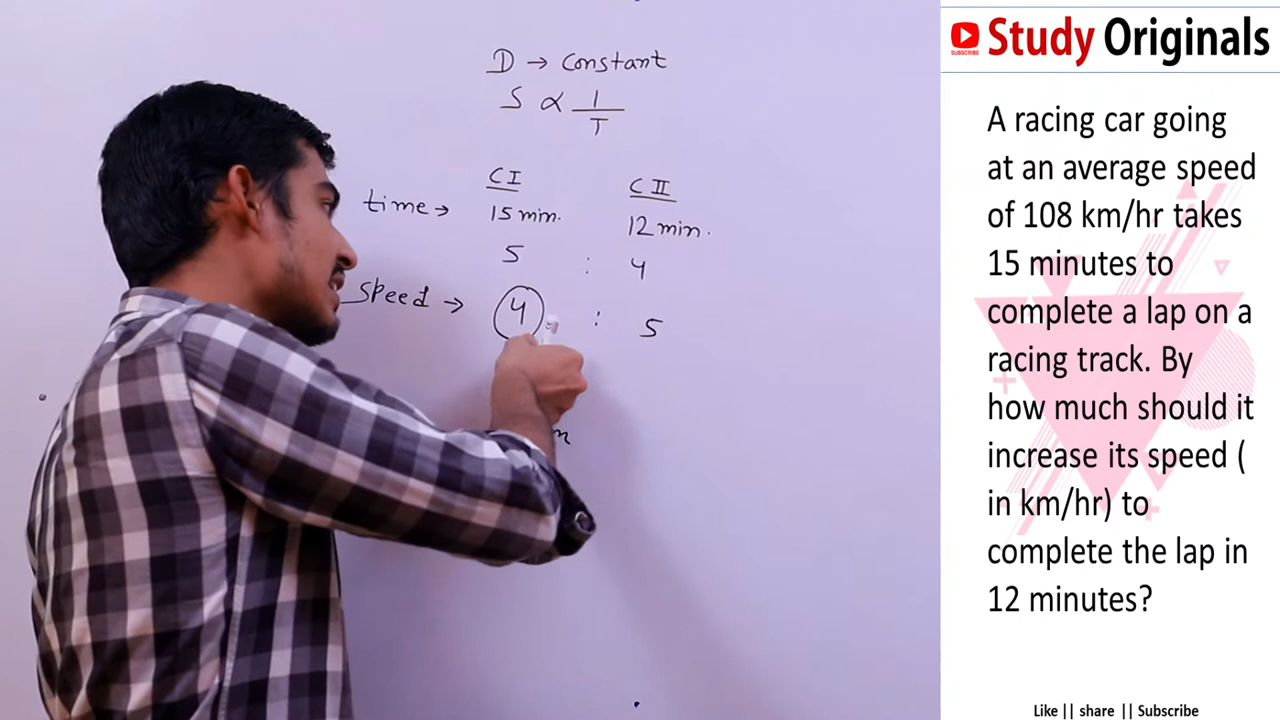 D → constant
S ∝ 1/T
C I C II
time → 15 min. 12 min.
5 : 4
Speed → 4 : 5
SUBSCRIBE
Study Originals
A racing car going
at an average speed
of 108 km/hr takes
15 minutes to
complete a lap on a
racing track. By
how much should it
increase its speed (
in km/hr) to
complete the lap in
12 minutes?
Like || share || Subscribe